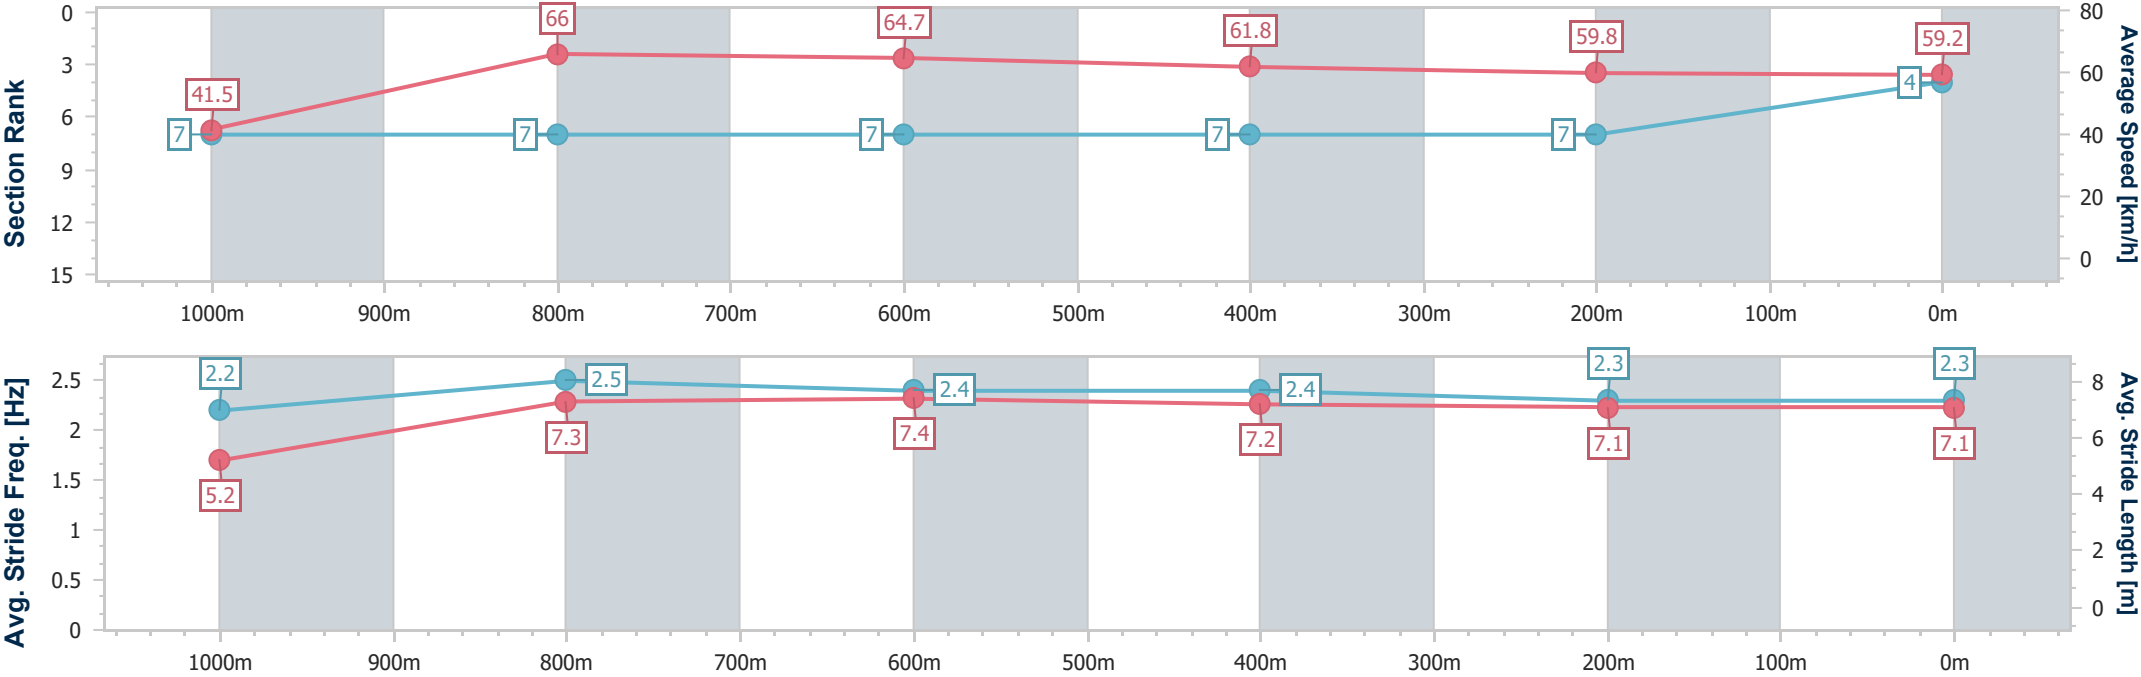 Section Rank
0
3
6
9
12
15
41.5
66
64.7
61.8
59.8
59.2
7
7
7
7
7
4
80
60
40
20
0
Average Speed [km/h]
1000m
900m
800m
700m
600m
500m
400m
300m
200m
100m
0m
Avg. Stride Freq. [Hz]
2.5
2
1.5
1
0.5
0
2.2
2.5
2.4
2.4
2.3
2.3
5.2
7.3
7.4
7.2
7.1
7.1
8
6
4
2
0
Avg. Stride Length [m]
1000m
900m
800m
700m
600m
500m
400m
300m
200m
100m
0m